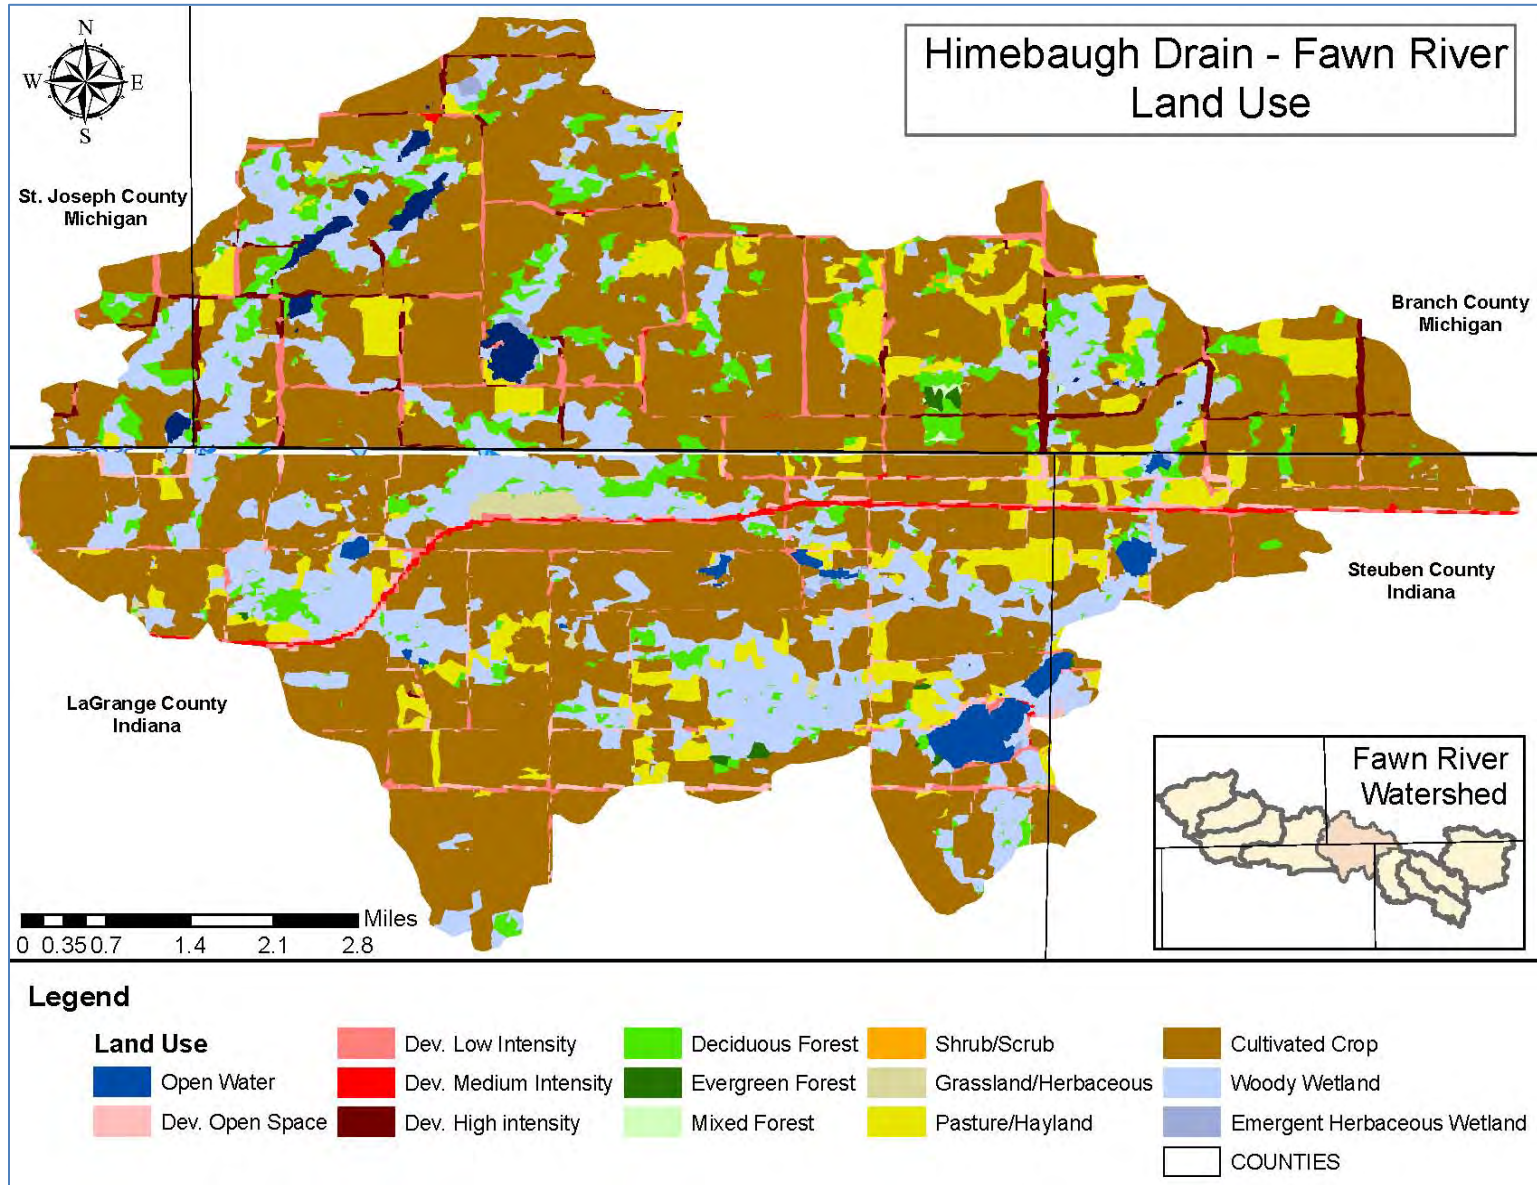 Himebaugh Drain - Fawn River
Land Use
N
W
E
S
St. Joseph County
Michigan
Branch County
Michigan
Steuben County
Indiana
LaGrange County
Indiana
Fawn River
Watershed
Miles
0 0.35 0.7 1.4 2.1 2.8
Legend
Land Use
Open Water
Dev. Open Space
Dev. Low Intensity
Dev. Medium Intensity
Dev. High intensity
Deciduous Forest
Evergreen Forest
Mixed Forest
Shrub/Scrub
Grassland/Herbaceous
Pasture/Hayland
Cultivated Crop
Woody Wetland
Emergent Herbaceous Wetland
COUNTIES